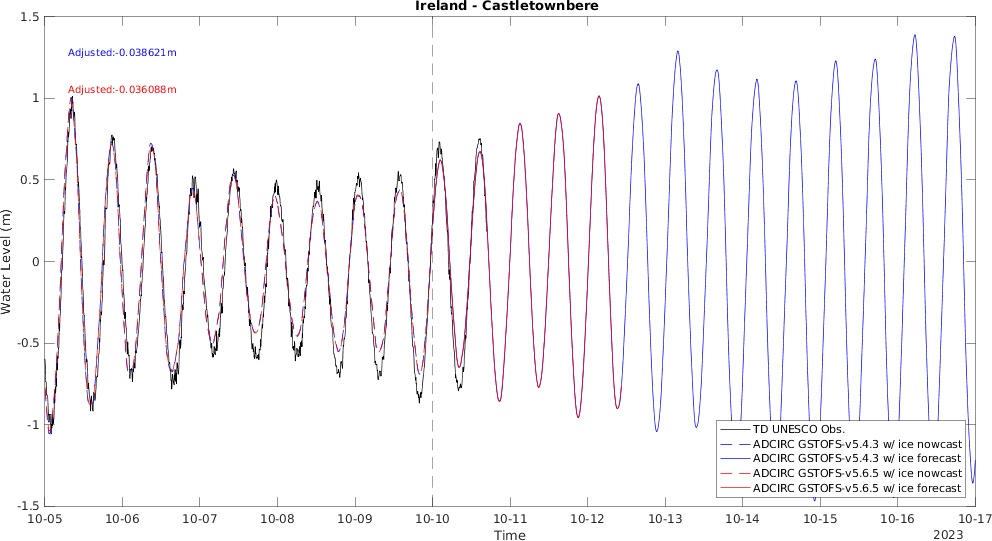 Ireland - Castletownbere
Adjusted:-0.038621m
Adjusted:-0.036088m
Water Level (m)
1.5
1
0.5
0
-0.5
-1
-1.5
TD UNESCO Obs.
ADCIRC GSTOFS-v5.4.3 w/ ice nowcast
ADCIRC GSTOFS-v5.4.3 w/ ice forecast
ADCIRC GSTOFS-v5.6.5 w/ ice nowcast
ADCIRC GSTOFS-v5.6.5 w/ ice forecast
10-05 10-06 10-07 10-08 10-09 10-10 10-11 10-12 10-13 10-14 10-15 10-16 10-17
Time
2023